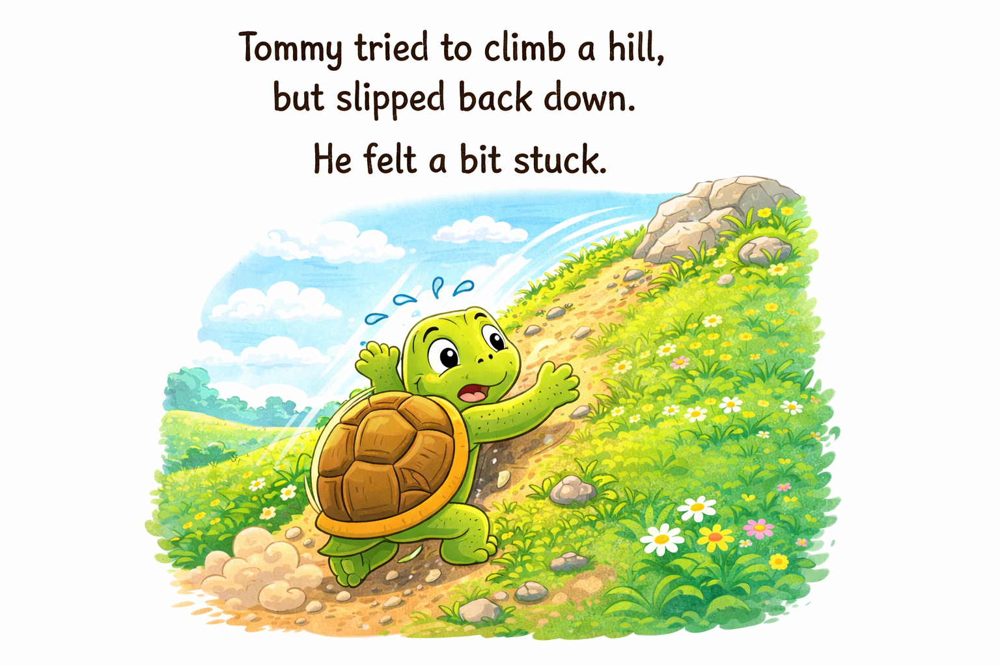 Tommy tried to climb a hill,
but slipped back down.
He felt a bit stuck.